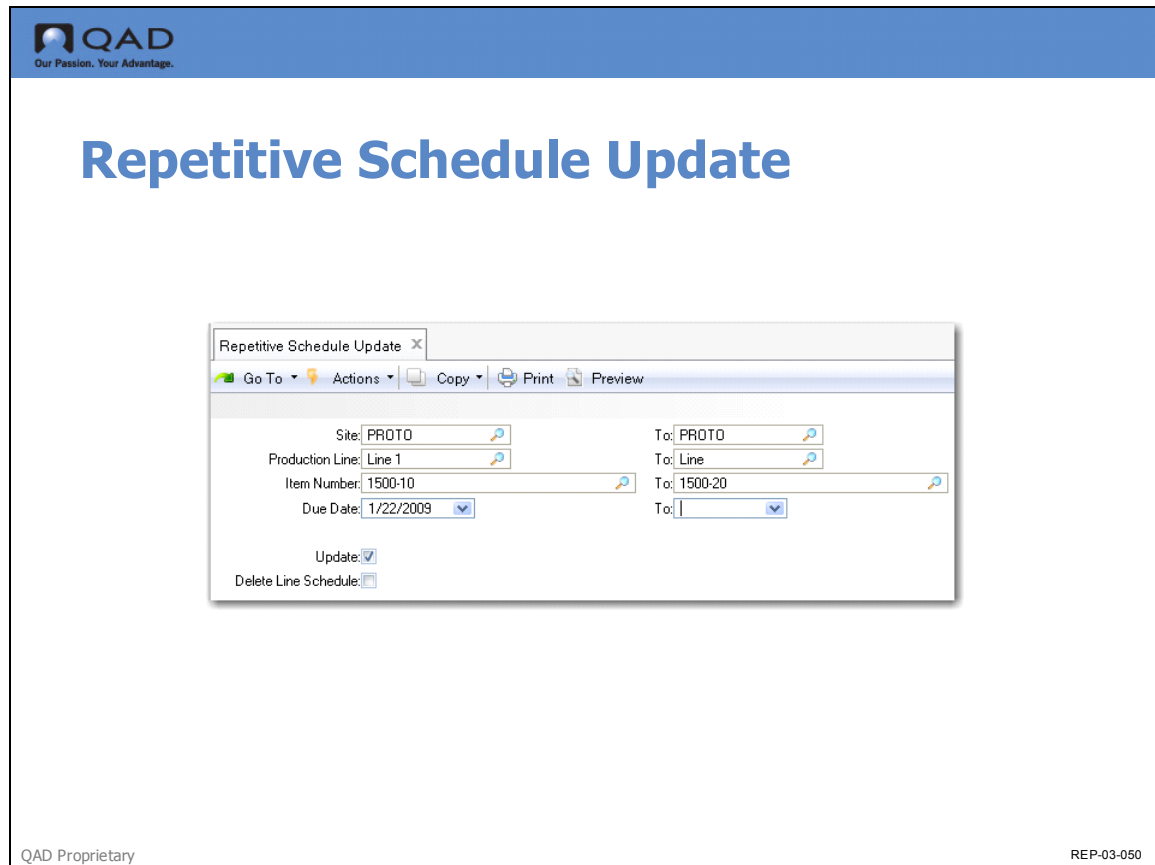 QAD
Our Passion. Your Advantage.
Repetitive Schedule Update
Repetitive Schedule Update X
Go To Actions Copy Print Preview
Site: PROTO To: PROTO
Production Line: Line 1 To: Line
Item Number: 1500-10 To: 1500-20
Due Date: 1/22/2009 To:
Update:
Delete Line Schedule:
QAD Proprietary REP-03-050